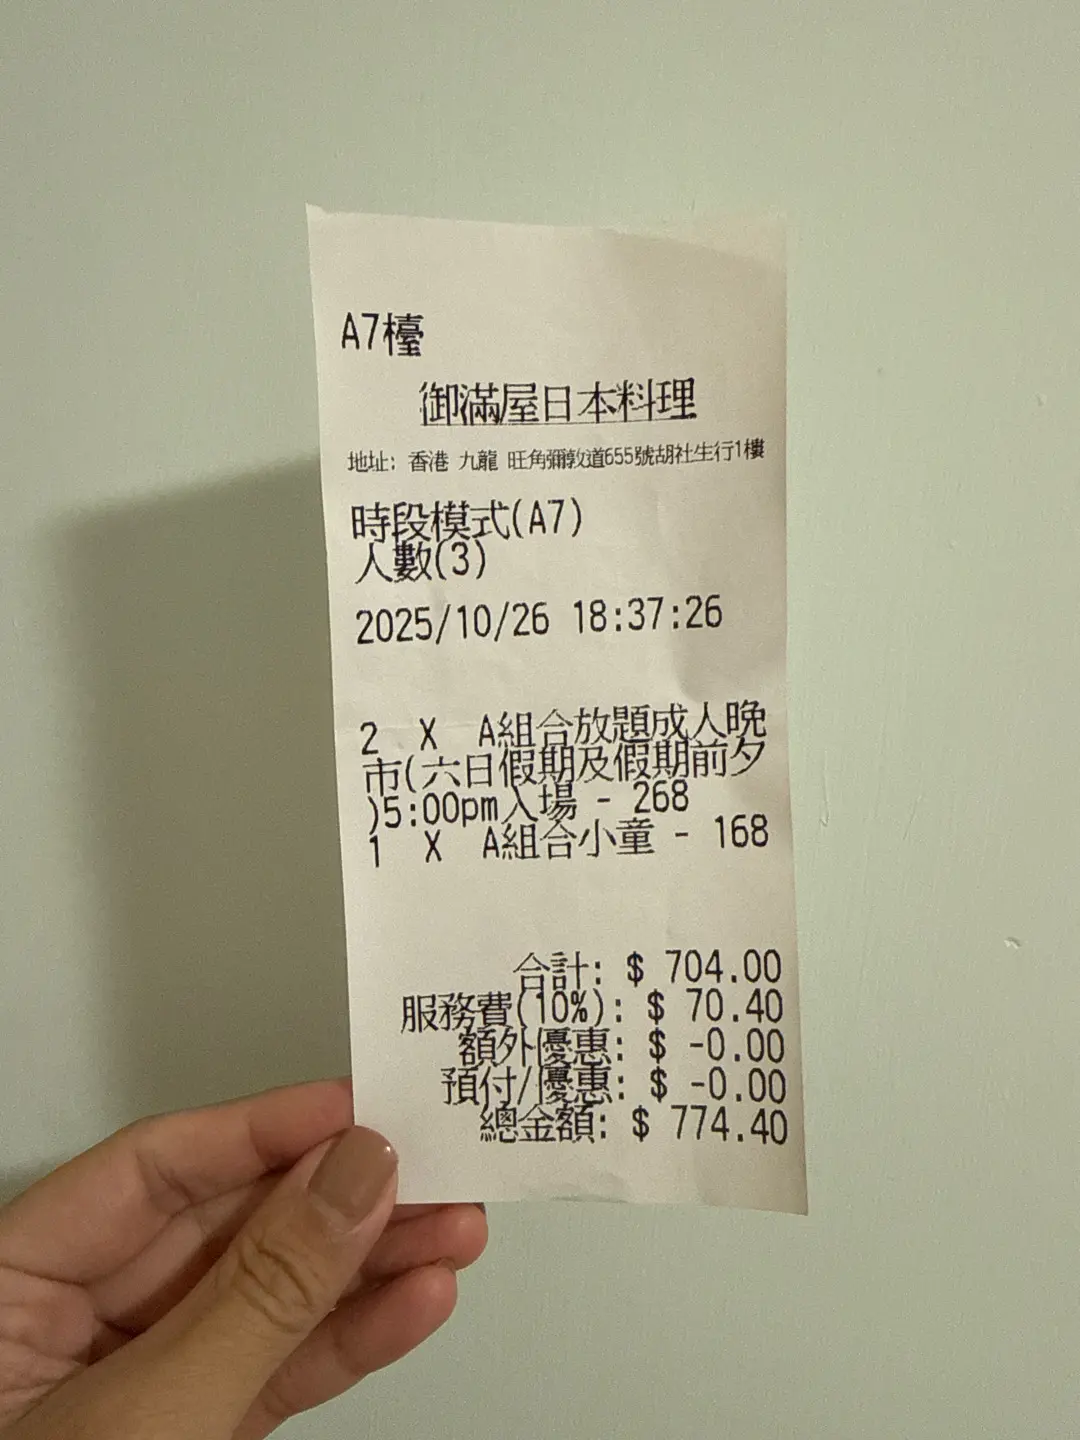 A7檯
御滿屋日本料理
地址: 香港 九龍 旺角彌敦道655號胡社生行1樓
時段模式(A7)
人數(3)
2025/10/26 18:37:26
2 X A組合放題成人晚
市(六日假期及假期前夕
)5:00pm入場 - 268
1 X A組合小童 - 168
合計: $ 704.00
服務費(10%): $ 70.40
額外優惠: $ -0.00
預付/優惠: $ -0.00
總金額: $ 774.40